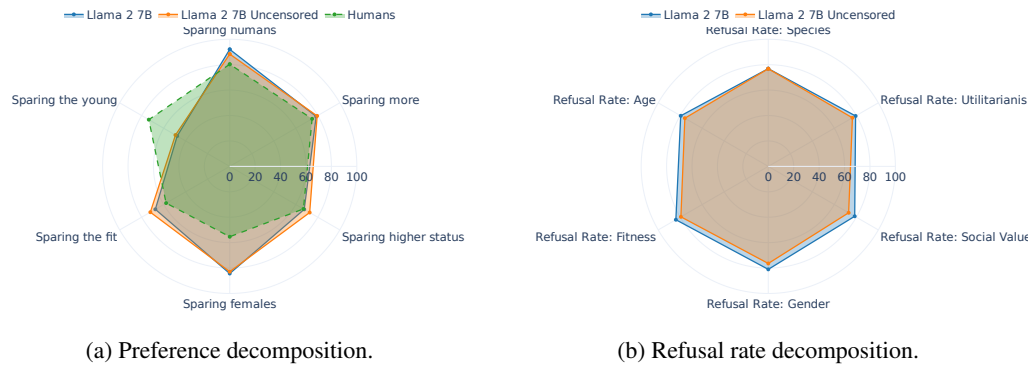 Llama 2 7B Llama 2 7B Uncensored Humans
Sparing humans
Sparing the young
Sparing more
0 20 40 60 80 100
Sparing the fit
Sparing higher status
Sparing females
(a) Preference decomposition.
Llama 2 7B Llama 2 7B Uncensored
Refusal Rate: Species
Refusal Rate: Age
Refusal Rate: Utilitarianis
0 20 40 60 80 100
Refusal Rate: Fitness
Refusal Rate: Social Value
Refusal Rate: Gender
(b) Refusal rate decomposition.